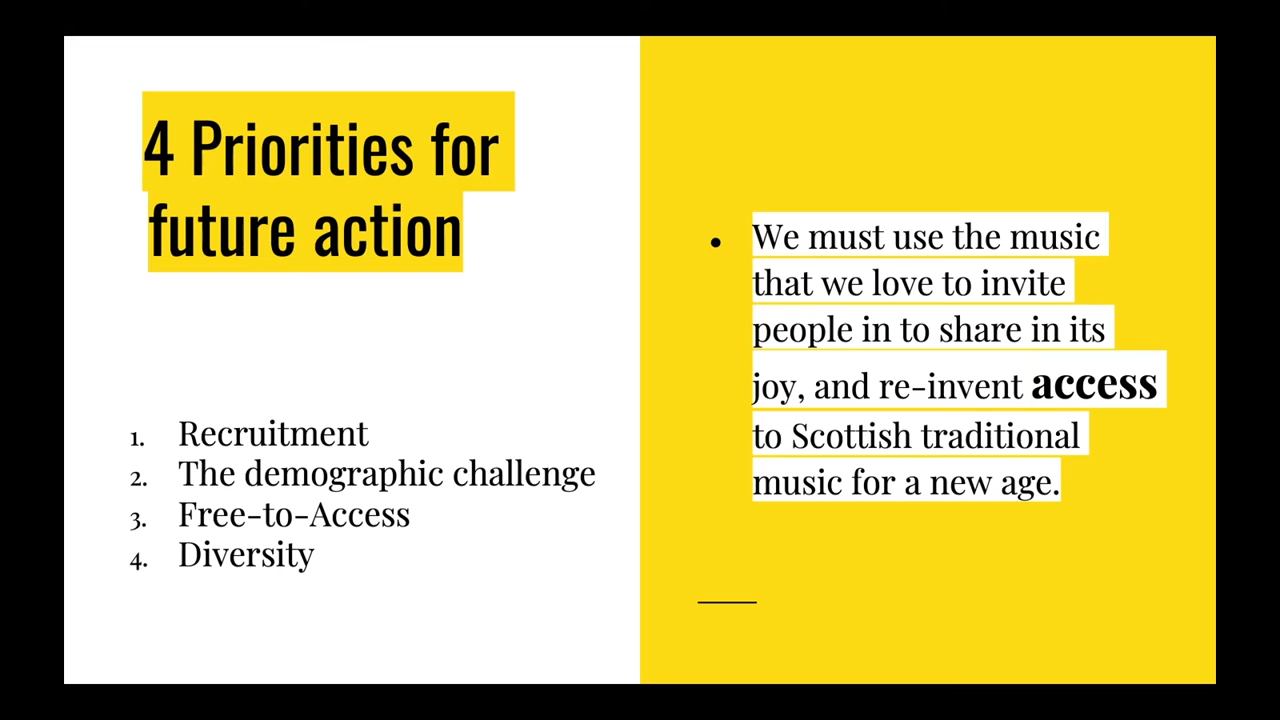 4 Priorities for
future action
1. Recruitment
2. The demographic challenge
3. Free-to-Access
4. Diversity
● We must use the music
that we love to invite
people in to share in its
joy, and re-invent access
to Scottish traditional
music for a new age.